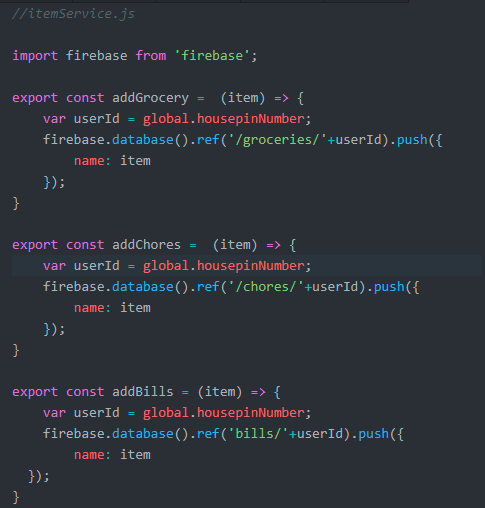 //itemService.js
import firebase from 'firebase';
export const addGrocery =  (item) => {
    var userId = global.housepinNumber;
    firebase.database().ref('/groceries/'+userId).push({
        name: item
    });
}
export const addChores =  (item) => {
    var userId = global.housepinNumber;
    firebase.database().ref('/chores/'+userId).push({
        name: item
    });
}
export const addBills = (item) => {
    var userId = global.housepinNumber;
    firebase.database().ref('bills/'+userId).push({
        name: item
  });
}